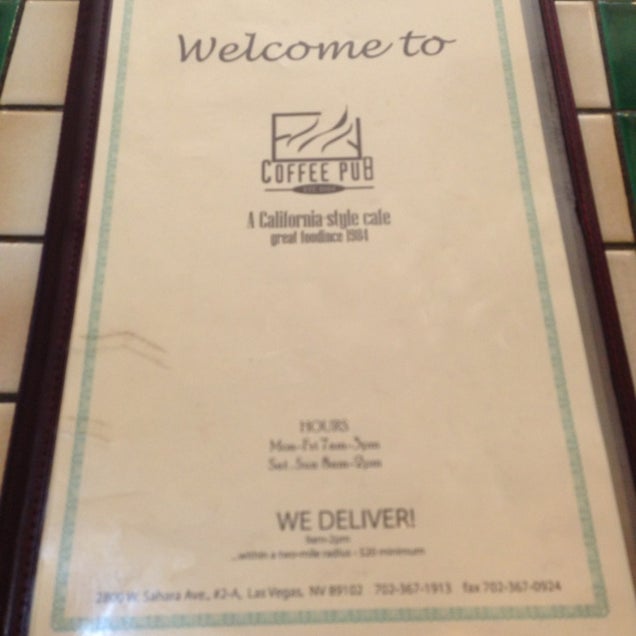 Welcome to
COFFEE PUB
A California style cafe
great foodince 1984
HOURS
Mon-Fri 7am-3pm
Sat-Sun 8am-2pm
WE DELIVER!
...within a two-mile radius - $20 minimum
2800 W. Sahara Ave., #2-A, Las Vegas, NV 89102 702-367-1913 fax 702-367-0924